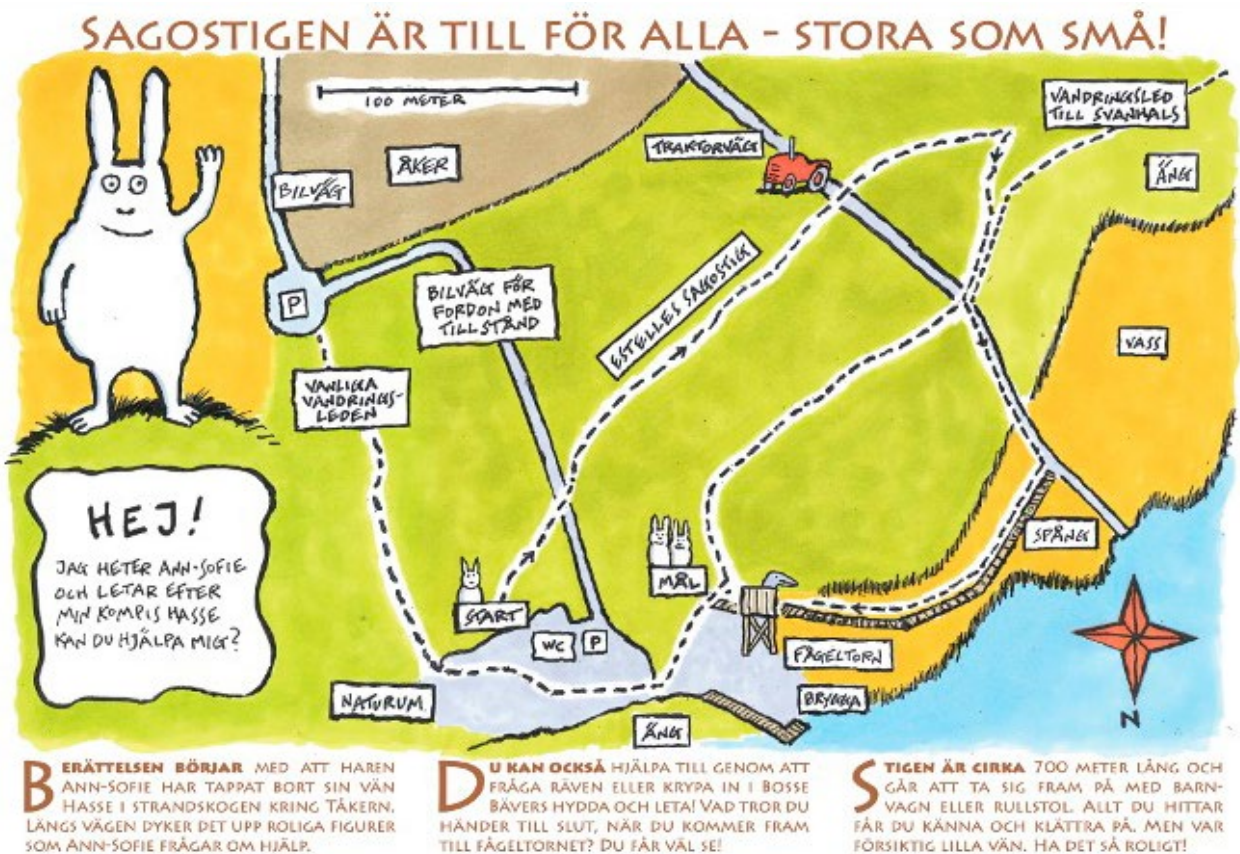 SAGOSTIGEN ÄR TILL FÖR ALLA - STORA SOM SMÅ!
100 METER
VANDRINGSLED
TILL SVANHALS
TRAKTORVÄG
ÅKER
BILVÄG
ÄNG
P
BILVÄG FÖR
FORDON MED
TILLSTÅND
ESTELLES SAGOSTIG
VASS
VANLIGA
VANDRINGS-
LEDEN
HEJ!
JAG HETER ANN-SOFIE
OCH LETAR EFTER
MIN KOMPIS HASSE
KAN DU HJÄLPA MIG?
SPÅNG
MÅL
START
WC
P
FÅGELTORN
NATURUM
BRYGGA
ÄNG
N
BERÄTTELSEN BÖRJAR MED ATT HAREN
ANN-SOFIE HAR TAPPAT BORT SIN VÄN
HASSE I STRANDSKOGEN KRING TÅKERN.
LÄNGS VÄGEN DYKER DET UPP ROLIGA FIGURER
SOM ANN-SOFIE FRÅGAR OM HJÄLP.
DU KAN OCKSÅ HJÄLPA TILL GENOM ATT
FRÅGA RÄVEN ELLER KRYPA IN I BOSSE
BÄVERS HYDDA OCH LETA! VAD TROR DU
HÄNDER TILL SLUT, NÄR DU KOMMER FRAM
TILL FÅGELTORNET? DU FÅR VÄL SE!
STIGEN ÄR CIRKA 700 METER LÅNG OCH
GÅR ATT TA SIG FRAM PÅ MED BARN-
VAGN ELLER RULLSTOL. ALLT DU HITTAR
FÅR DU KÄNNA OCH KLÄTTRA PÅ. MEN VAR
FÖRSIKTIG LILLA VÄN. HA DET SÅ ROLIGT!